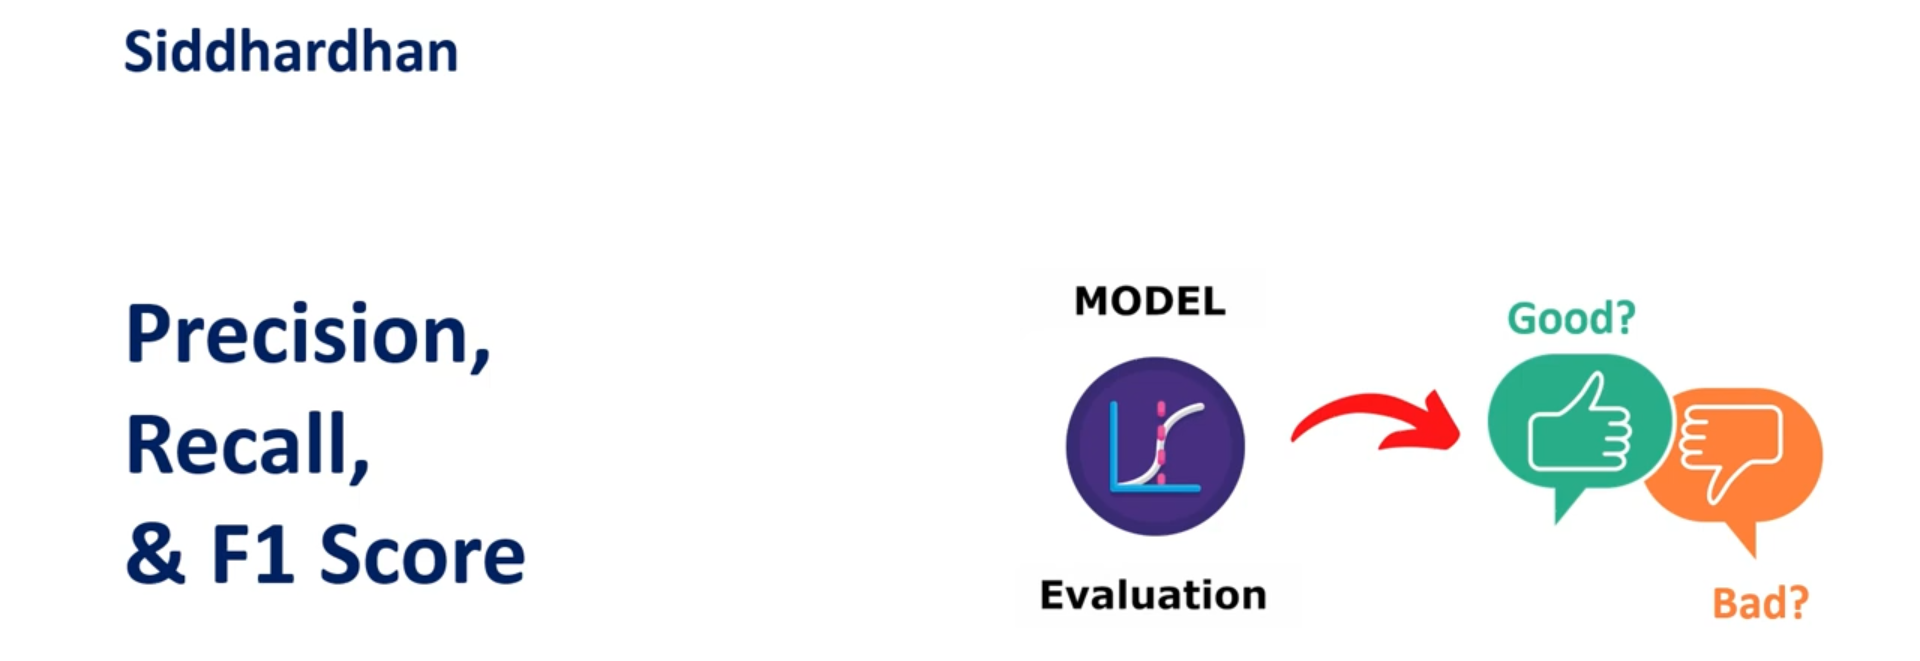 Siddhardhan
Precision,
Recall,
& F1 Score
MODEL
Evaluation
Good?
Bad?